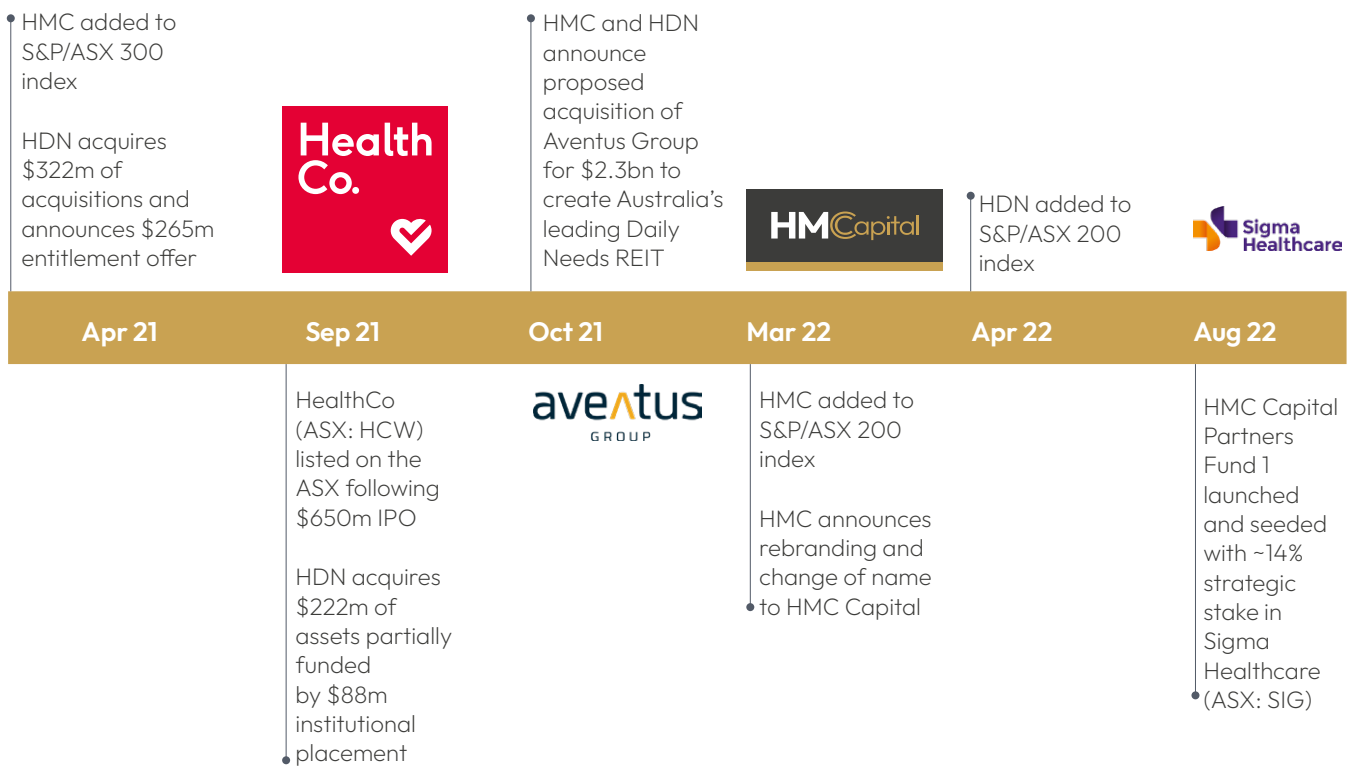 HMC added to
S&P/ASX 300
index
HDN acquires
$322m of
acquisitions and
announces $265m
entitlement offer
Health
Co.
HMC and HDN
announce
proposed
acquisition of
Aventus Group
for $2.3bn to
create Australia's
leading Daily
Needs REIT
HMCapital
HDN added to
S&P/ASX 200
index
Sigma
Healthcare
Apr 21
Sep 21
Oct 21
Mar 22
Apr 22
Aug 22
HealthCo
(ASX: HCW)
listed on the
ASX following
$650m IPO
HDN acquires
$222m of
assets partially
funded
by $88m
institutional
placement
aventus
GROUP
HMC added to
S&P/ASX 200
index
HMC announces
rebranding and
change of name
to HMC Capital
HMC Capital
Partners
Fund 1
launched
and seeded
with ~14%
strategic
stake in
Sigma
Healthcare
(ASX: SIG)